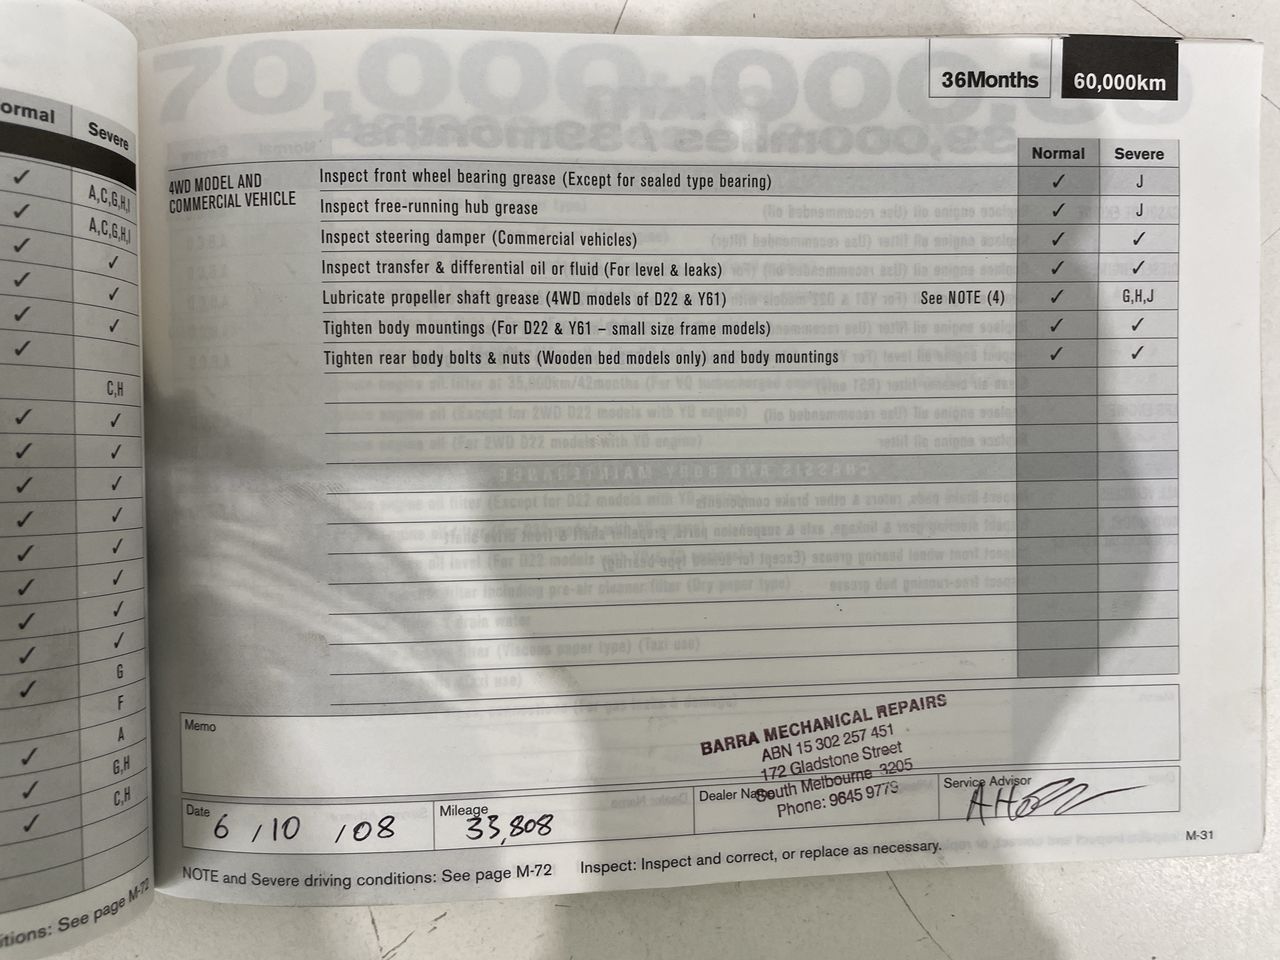 ormal Severe
✓ A,C,G,H,I
✓ A,C,G,H,I
✓ ✓
✓ ✓
✓ ✓
✓
C,H
✓ ✓
✓ ✓
✓ ✓
✓ ✓
✓ ✓
✓ ✓
✓ ✓
✓ ✓
✓ G
F
A
✓ G,H
✓ C,H
✓
itions: See page M-72
36Months 60,000km
Normal Severe
4WD MODEL AND
COMMERCIAL VEHICLE
Inspect front wheel bearing grease (Except for sealed type bearing) ✓ J
Inspect free-running hub grease ✓ J
Inspect steering damper (Commercial vehicles) ✓ ✓
Inspect transfer & differential oil or fluid (For level & leaks) ✓ ✓
Lubricate propeller shaft grease (4WD models of D22 & Y61) See NOTE (4) ✓ G,H,J
Tighten body mountings (For D22 & Y61 – small size frame models) ✓ ✓
Tighten rear body bolts & nuts (Wooden bed models only) and body mountings ✓ ✓
Memo
BARRA MECHANICAL REPAIRS
ABN 15 302 257 451
172 Gladstone Street
South Melbourne 3205
Phone: 9645 9779
Date 6 / 10 / 08
Mileage 33,808
Dealer Name
Service Advisor
M-31
NOTE and Severe driving conditions: See page M-72 Inspect: Inspect and correct, or replace as necessary.